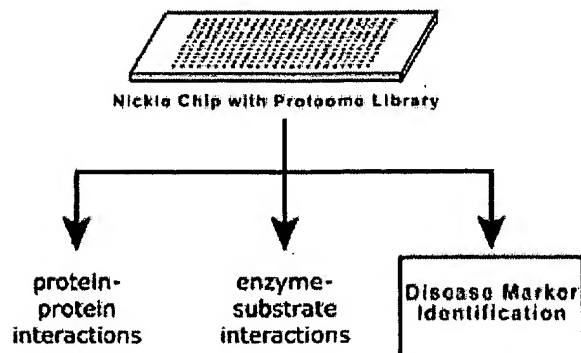 Nickle Chip with Proteome Library
protein-
protein
interactions
enzyme-
substrate
interactions
Disease Marker
Identification